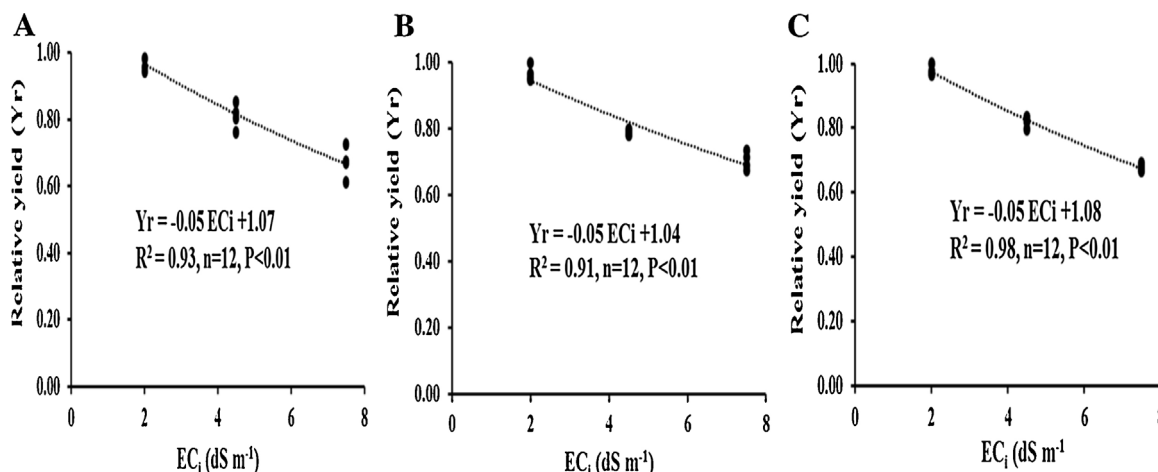 A
Relative yield (Yr)
1.00
0.80
0.60
0.40
0.20
0.00
Yr = -0.05 ECi +1.07
R² = 0.93, n=12, P<0.01
0 2 4 6 8
ECi (dS m-1)
B
Relative yield (Yr)
1.00
0.80
0.60
0.40
0.20
0.00
Yr = -0.05 ECi +1.04
R² = 0.91, n=12, P<0.01
0 2 4 6 8
ECi (dS m-1)
C
Relative yield (Yr)
1.00
0.80
0.60
0.40
0.20
0.00
Yr = -0.05 ECi +1.08
R² = 0.98, n=12, P<0.01
0 2 4 6 8
ECi (dS m-1